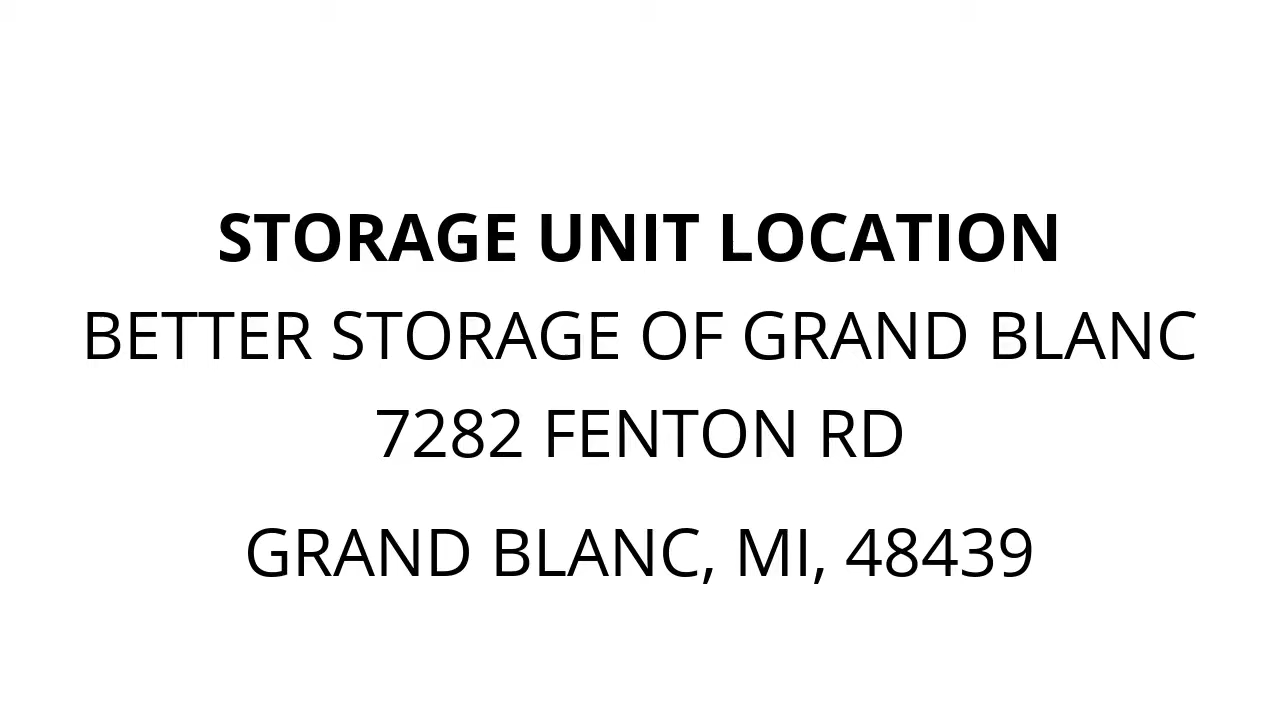 STORAGE UNIT LOCATION
BETTER STORAGE OF GRAND BLANC
7282 FENTON RD
GRAND BLANC, MI, 48439